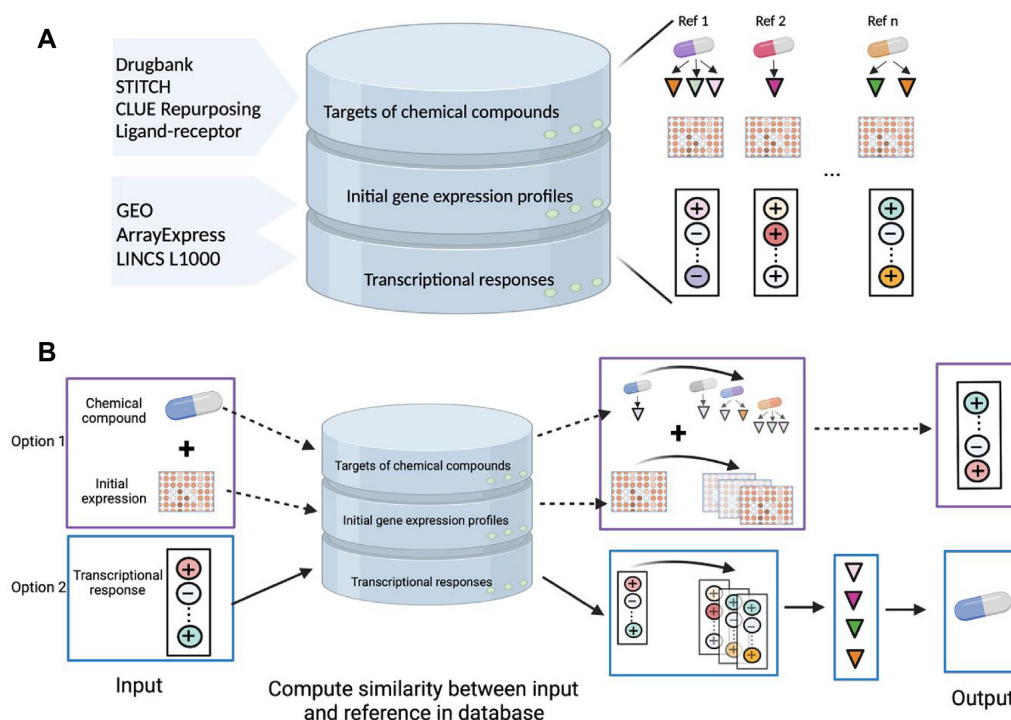 A
Drugbank
STITCH
CLUE Repurposing
Ligand-receptor
GEO
ArrayExpress
LINCS L1000
Targets of chemical compounds
Initial gene expression profiles
Transcriptional responses
Ref 1
Ref 2
Ref n
...
+
−
−
+
+
+
+
−
+
B
Option 1
Chemical
compound
+
Initial
expression
Option 2
Transcriptional
response
+
−
+
Input
Targets of chemical compounds
Initial gene expression profiles
Transcriptional responses
Compute similarity between input
and reference in database
+
+
−
+
+
+
+
+
+
+
−
+
+
−
+
Output